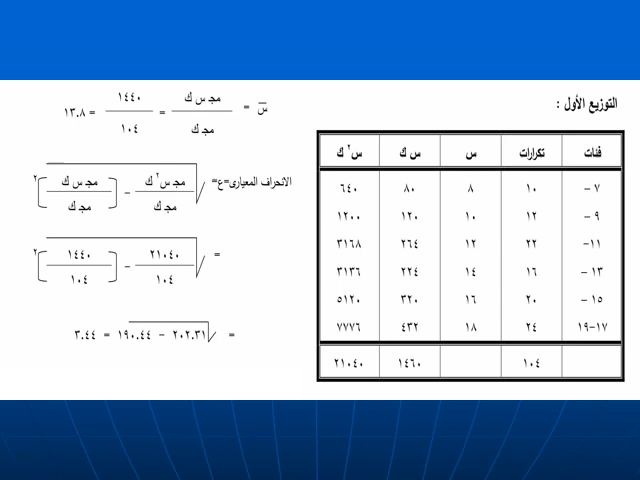 التوزيع الأول :
فئات تكرارات س س ك س٢ ك
٧ – ١٠ ٨ ٨٠ ٦٤٠
٩ – ١٢ ١٠ ١٢٠ ١٢٠٠
١١– ٢٢ ١٢ ٢٦٤ ٣١٦٨
١٣ – ١٦ ١٤ ٢٢٤ ٣١٣٦
١٥ – ٢٠ ١٦ ٣٢٠ ٥١٢٠
١٧–١٩ ٢٤ ١٨ ٤٣٢ ٧٧٧٦
١٠٤ ١٤٦٠ ٢١٠٤٠
س = مجـ س ك / مجـ ك = ١٤٤٠ / ١٠٤ = ١٣.٨
الانحراف المعيارى=ع= √ مجـ س٢ ك / مجـ ك – [ مجـ س ك / مجـ ك ]٢
= √ ٢١٠٤٠ / ١٠٤ – [ ١٤٤٠ / ١٠٤ ]٢
= √ ٢٠٢.٣١ – ١٩٠.٤٤ = ٣.٤٤